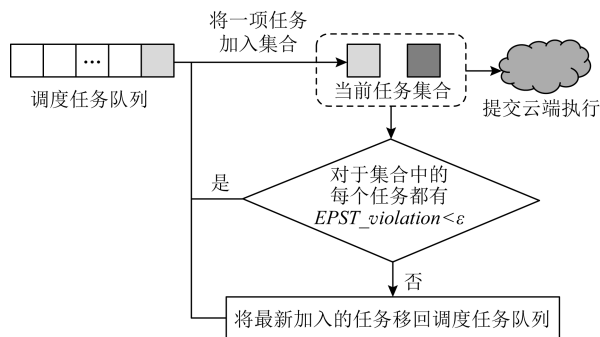 将一项任务
加入集合
...
调度任务队列
当前任务集合
提交云端执行
对于集合中的
每个任务都有
EPST_violation<ε
是
否
将最新加入的任务移回调度任务队列